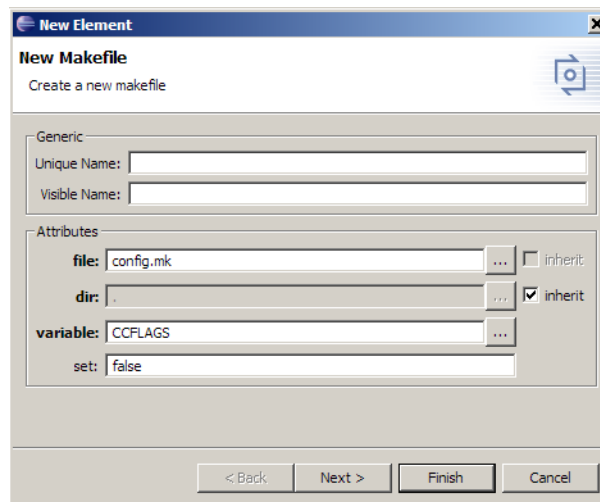 New Element
New Makefile
Create a new makefile
Generic
Unique Name:
Visible Name:
Attributes
file: config.mk ... inherit
dir: . ... inherit
variable: CCFLAGS ...
set: false
< Back Next > Finish Cancel